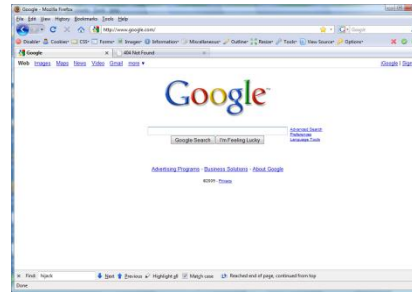 Google - Mozilla Firefox
File Edit View History Bookmarks Tools Help
http://www.google.com/
Google
Disable Cookies CSS Forms Images Information Miscellaneous Outline Resize Tools View Source Options
Google 404 Not Found
Web Images Maps News Video Gmail more ▼
iGoogle | Sign
Google
Advanced Search
Preferences
Language Tools
Google Search I'm Feeling Lucky
Advertising Programs - Business Solutions - About Google
©2009 - Privacy
Find: hijack Next Previous Highlight all Match case Reached end of page, continued from top
Done